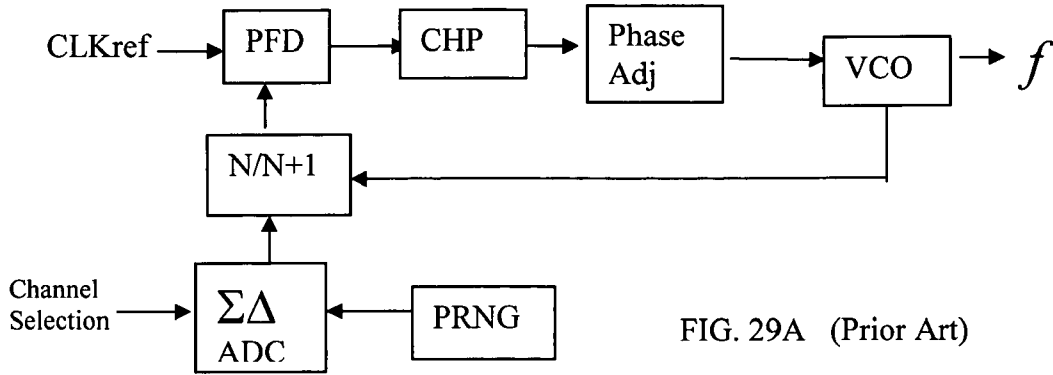 CLKref
PFD
CHP
Phase
Adj
VCO
f
N/N+1
Channel
Selection
ΣΔ
ADC
PRNG
FIG. 29A (Prior Art)